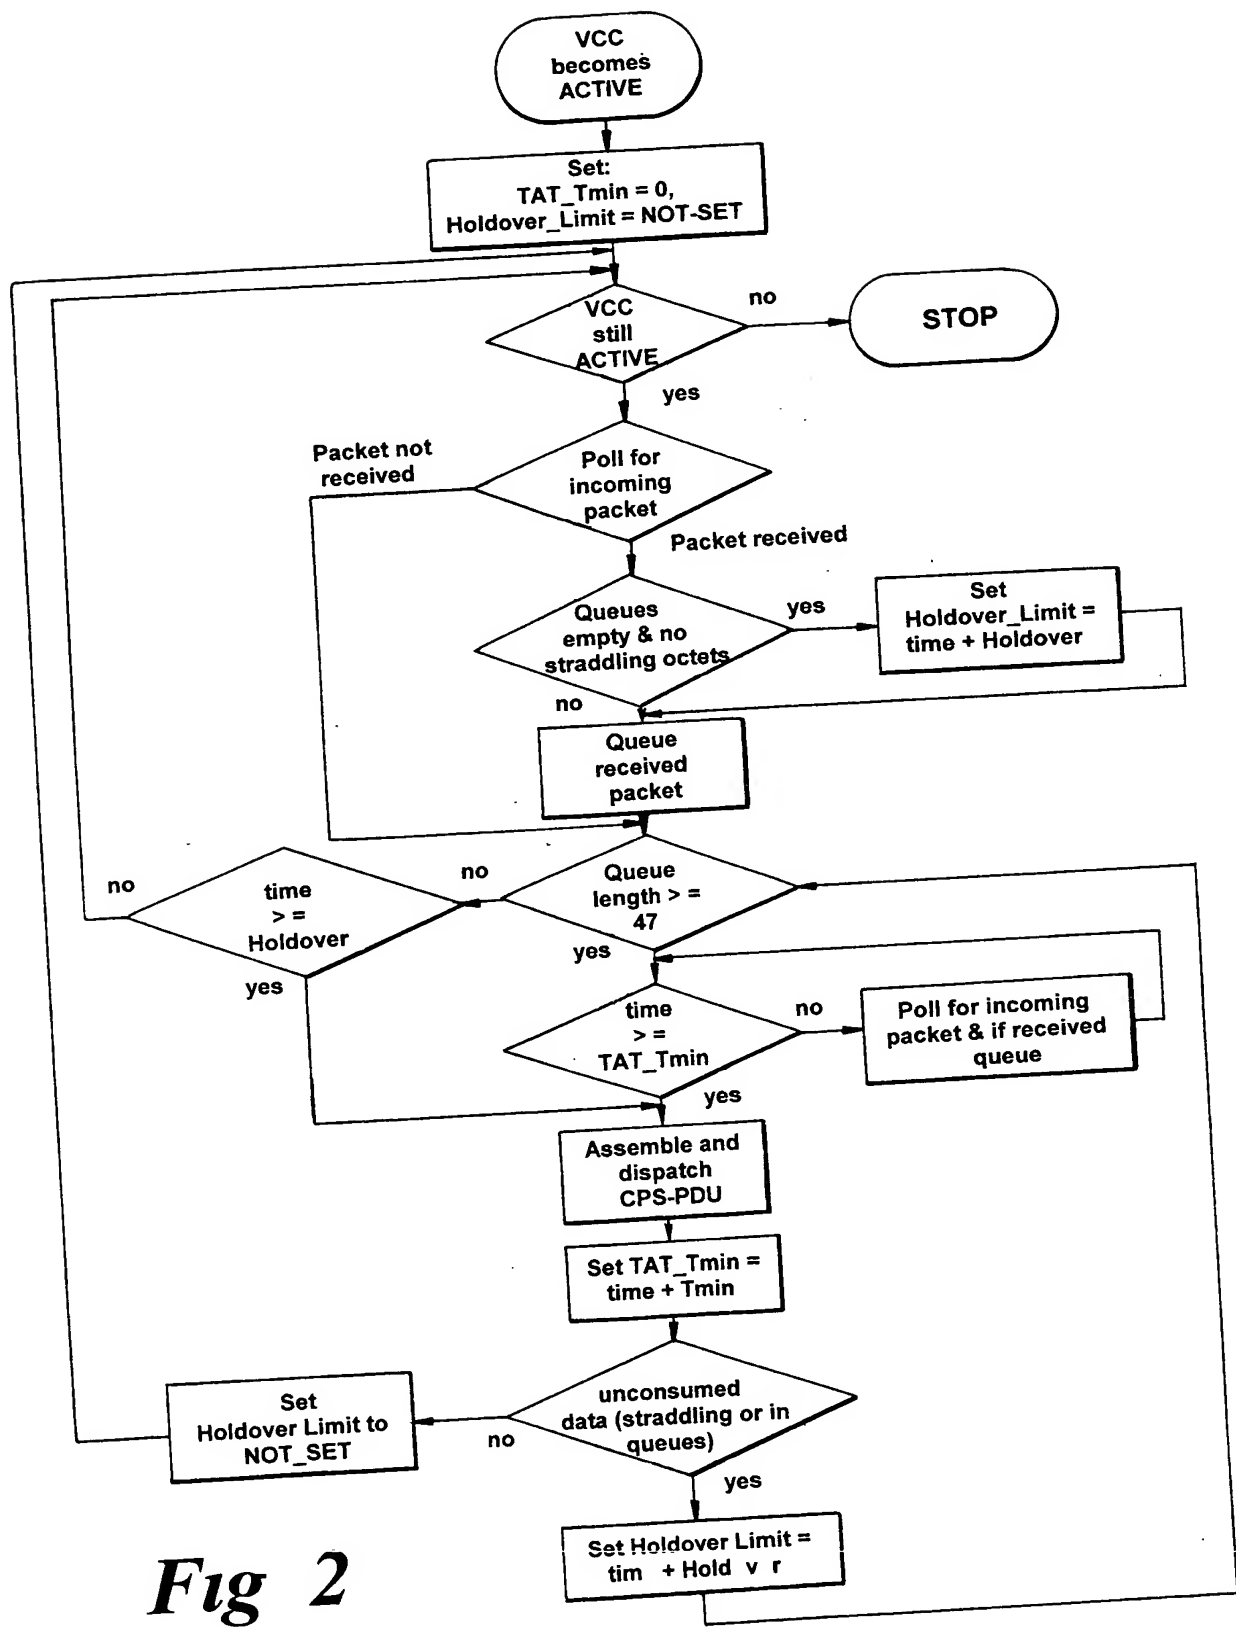 VCC
becomes
ACTIVE
Set:
TAT_Tmin = 0,
Holdover_Limit = NOT-SET
VCC
still
ACTIVE
no
STOP
yes
Packet not
received
Poll for
incoming
packet
Packet received
Queues
empty & no
straddling octets
yes
Set
Holdover_Limit =
time + Holdover
no
Queue
received
packet
no
time
> =
Holdover
no
Queue
length > =
47
yes
yes
time
> =
TAT_Tmin
no
Poll for incoming
packet & if received
queue
yes
Assemble and
dispatch
CPS-PDU
Set TAT_Tmin =
time + Tmin
Set
Holdover Limit to
NOT_SET
no
unconsumed
data (straddling or in
queues)
yes
Set Holdover Limit =
tim + Hold v r
Fig 2